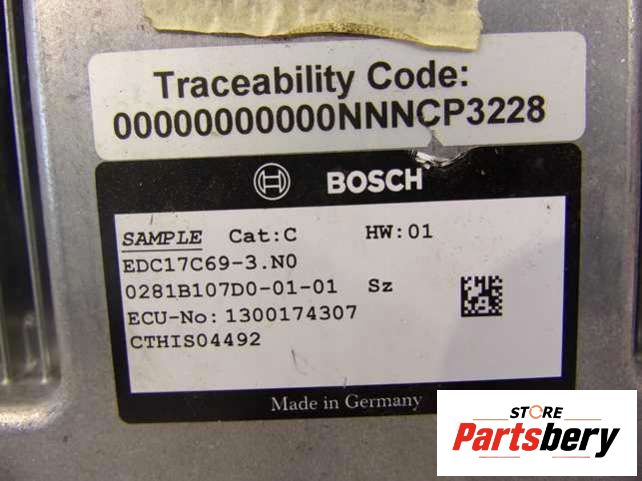 Traceability Code:
00000000000NNNCP3228
BOSCH
SAMPLE Cat:C HW:01
EDC17C69-3.N0
0281B107D0-01-01 Sz
ECU-No: 1300174307
CTHIS04492
Made in Germany
STORE
Partsbery